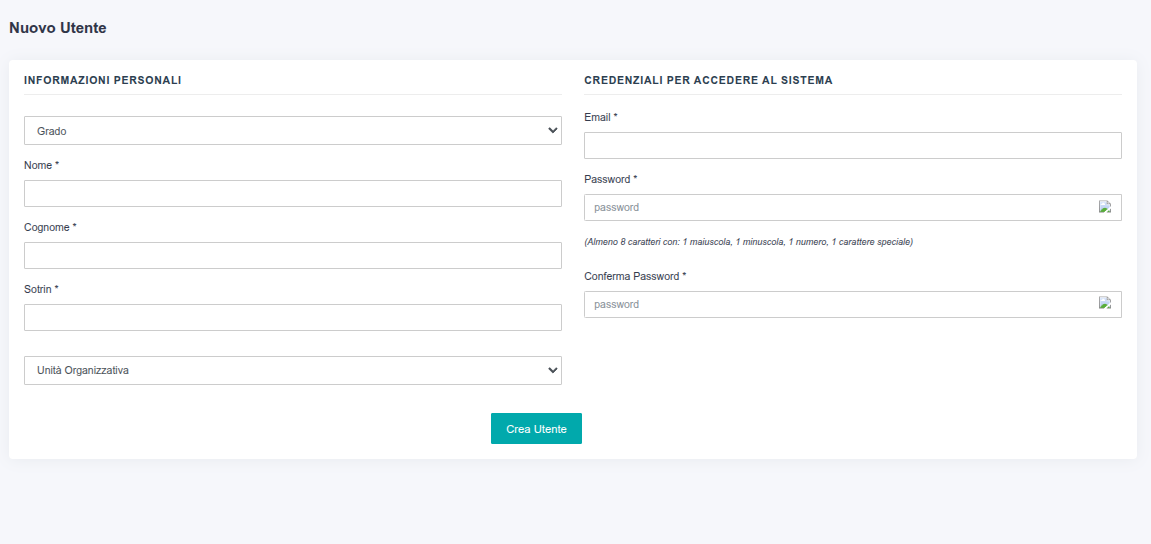 Nuovo Utente
INFORMAZIONI PERSONALI
Grado
Nome *
Cognome *
Sotrin *
Unità Organizzativa
CREDENZIALI PER ACCEDERE AL SISTEMA
Email *
Password *
password
(Almeno 8 caratteri con: 1 maiuscola, 1 minuscola, 1 numero, 1 carattere speciale)
Conferma Password *
password
Crea Utente